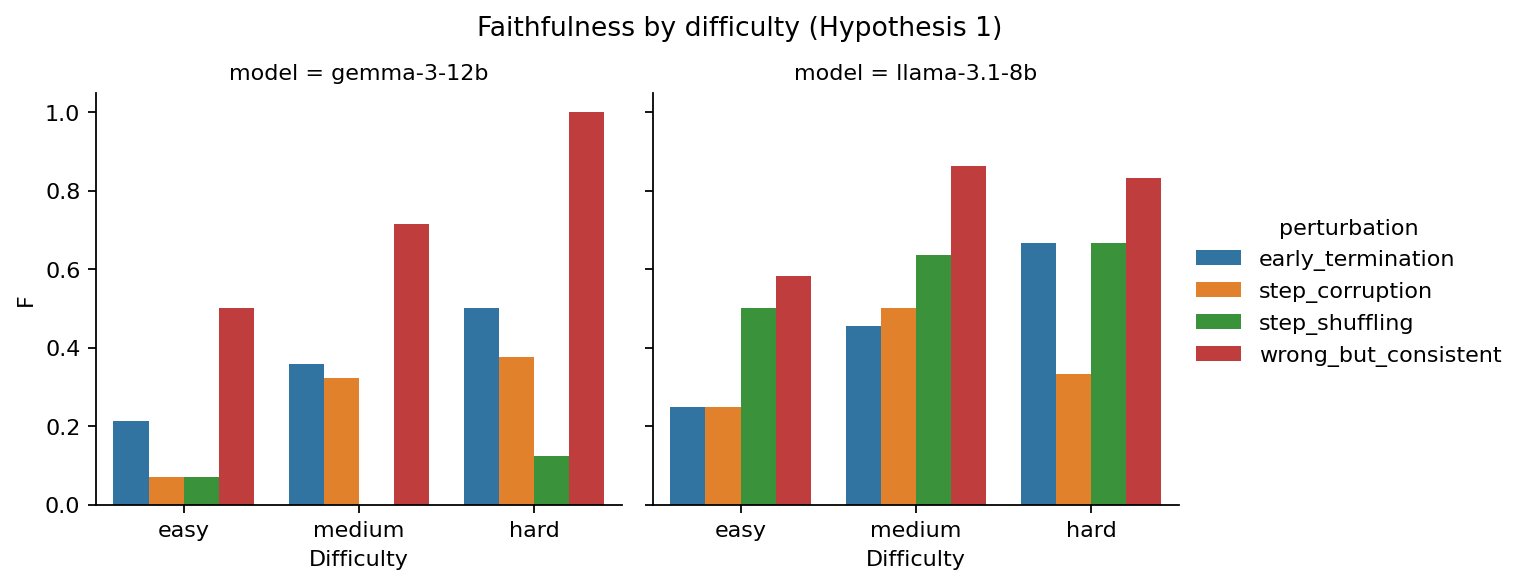 Faithfulness by difficulty (Hypothesis 1)
model = gemma-3-12b
model = llama-3.1-8b
1.0
0.8
0.6
0.4
0.2
0.0
F
easy
medium
hard
Difficulty
easy
medium
hard
Difficulty
perturbation
early_termination
step_corruption
step_shuffling
wrong_but_consistent